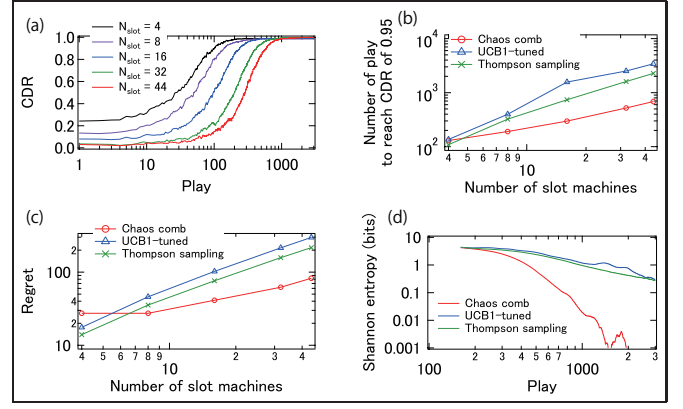 (a)
N slot = 4
N slot = 8
N slot = 16
N slot = 32
N slot = 44
1.0
0.8
0.6
0.4
0.2
0.0
CDR
1 10 100 1000
Play
(b)
Chaos comb
UCB1-tuned
Thompson sampling
Number of play
to reach CDR of 0.95
10^4
10^3
10^2
4 5 6 7 8 9 2 3 4
10
Number of slot machines
(c)
Chaos comb
UCB1-tuned
Thompson sampling
Regret
2
100
4
2
10
4 5 6 7 8 9 2 3 4
10
Number of slot machines
(d)
Shannon entropy (bits)
10
1
0.1
0.01
0.001
Chaos comb
UCB1-tuned
Thompson sampling
2 3 4 5 6 7 2 3
100 1000
Play